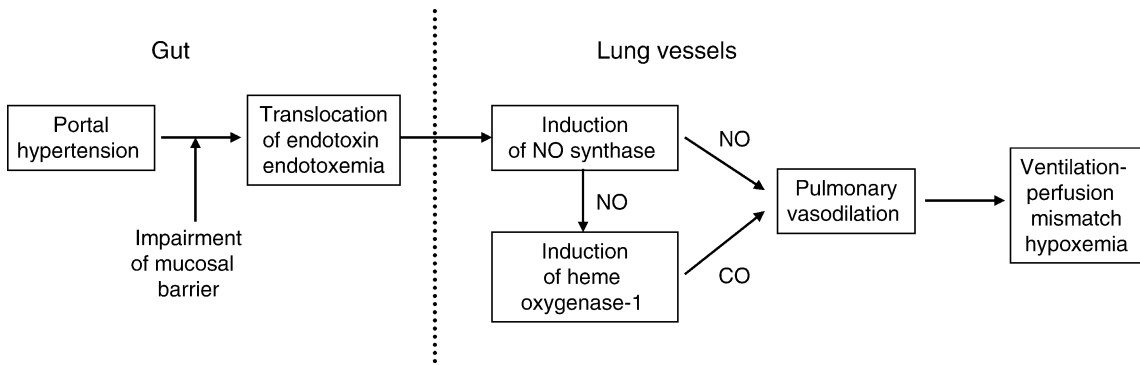 Gut
Lung vessels
Portal
hypertension
Translocation
of endotoxin
endotoxemia
Impairment
of mucosal
barrier
Induction
of NO synthase
NO
NO
Induction
of heme
oxygenase-1
CO
Pulmonary
vasodilation
Ventilation-
perfusion
mismatch
hypoxemia